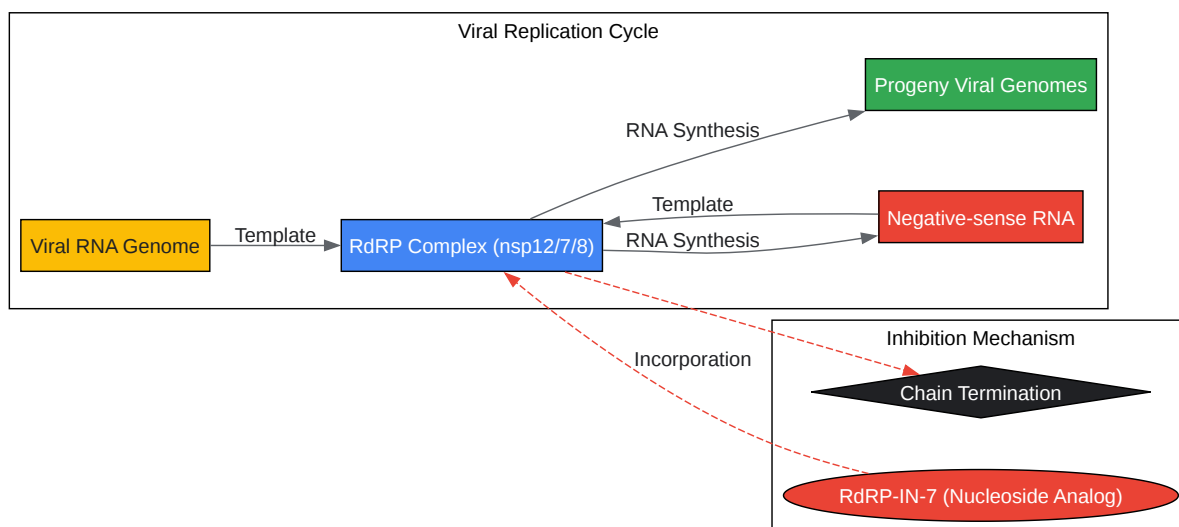 Viral Replication Cycle
Progeny Viral Genomes
RNA Synthesis
Template
Negative-sense RNA
Viral RNA Genome
Template
RdRP Complex (nsp12/7/8)
RNA Synthesis
Inhibition Mechanism
Incorporation
Chain Termination
RdRP-IN-7 (Nucleoside Analog)